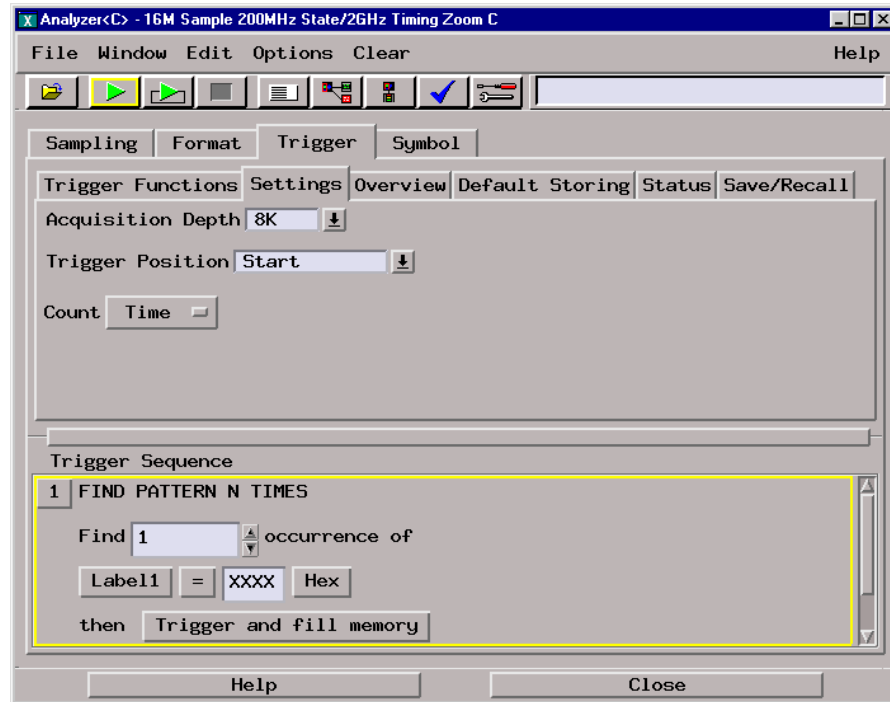 Analyzer<C> - 16M Sample 200MHz State/2GHz Timing Zoom C
File Window Edit Options Clear Help
Sampling Format Trigger Symbol
Trigger Functions Settings Overview Default Storing Status Save/Recall
Acquisition Depth 8K
Trigger Position Start
Count Time
Trigger Sequence
1 FIND PATTERN N TIMES
Find 1 occurrence of
Label1 = XXXX Hex
then Trigger and fill memory
Help Close